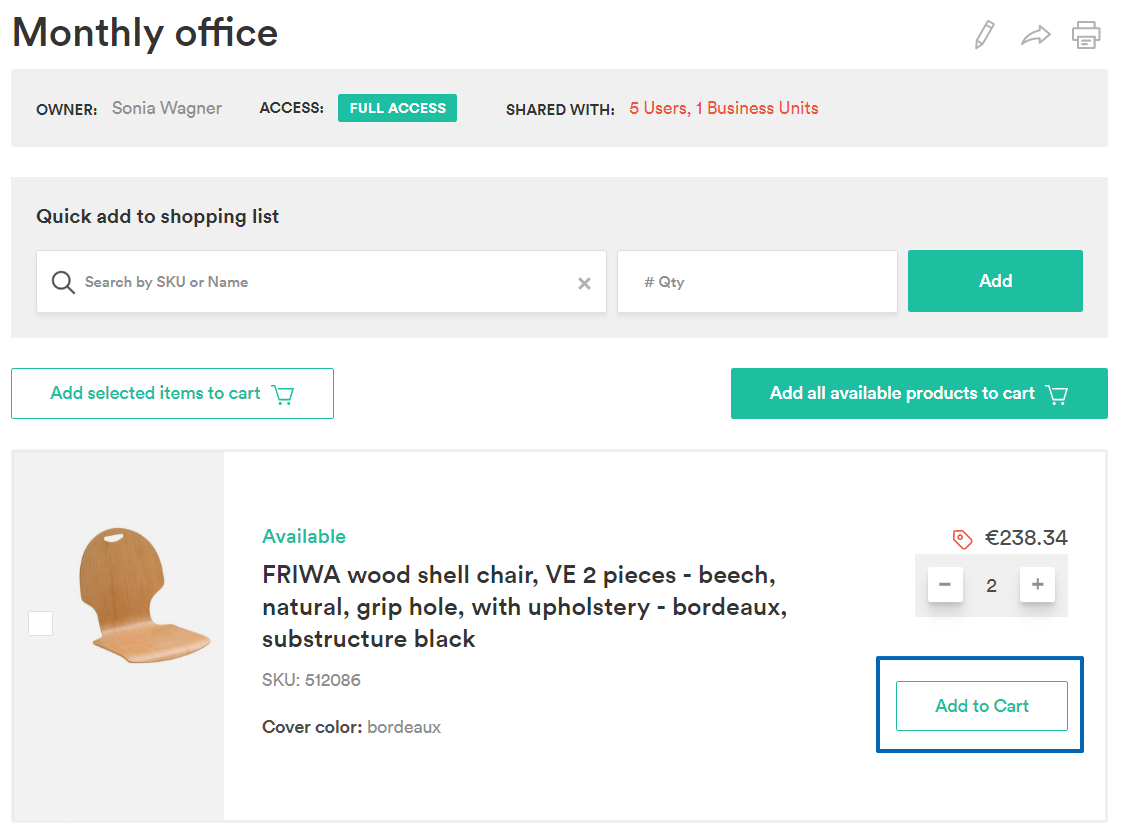 Monthly office
OWNER: Sonia Wagner ACCESS: FULL ACCESS SHARED WITH: 5 Users, 1 Business Units
Quick add to shopping list
Search by SKU or Name × # Qty Add
Add selected items to cart Add all available products to cart
Available
€238.34
FRIWA wood shell chair, VE 2 pieces - beech,
natural, grip hole, with upholstery - bordeaux,
substructure black
− 2 +
SKU: 512086
Add to Cart
Cover color: bordeaux